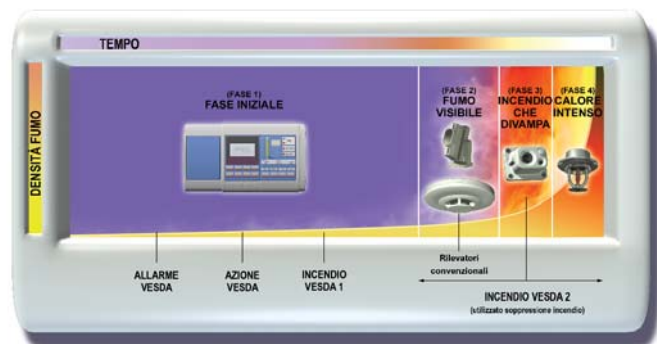 TEMPO
DENSITÀ FUMO
(FASE 1)
FASE INIZIALE
(FASE 2)
FUMO
VISIBILE
(FASE 3)
INCENDIO
CHE
DIVAMPA
(FASE 4)
CALORE
INTENSO
ALLARME
VESDA
AZIONE
VESDA
INCENDIO
VESDA 1
Rilevatori
convenzionali
INCENDIO VESDA 2
(utilizzato soppressione incendio)